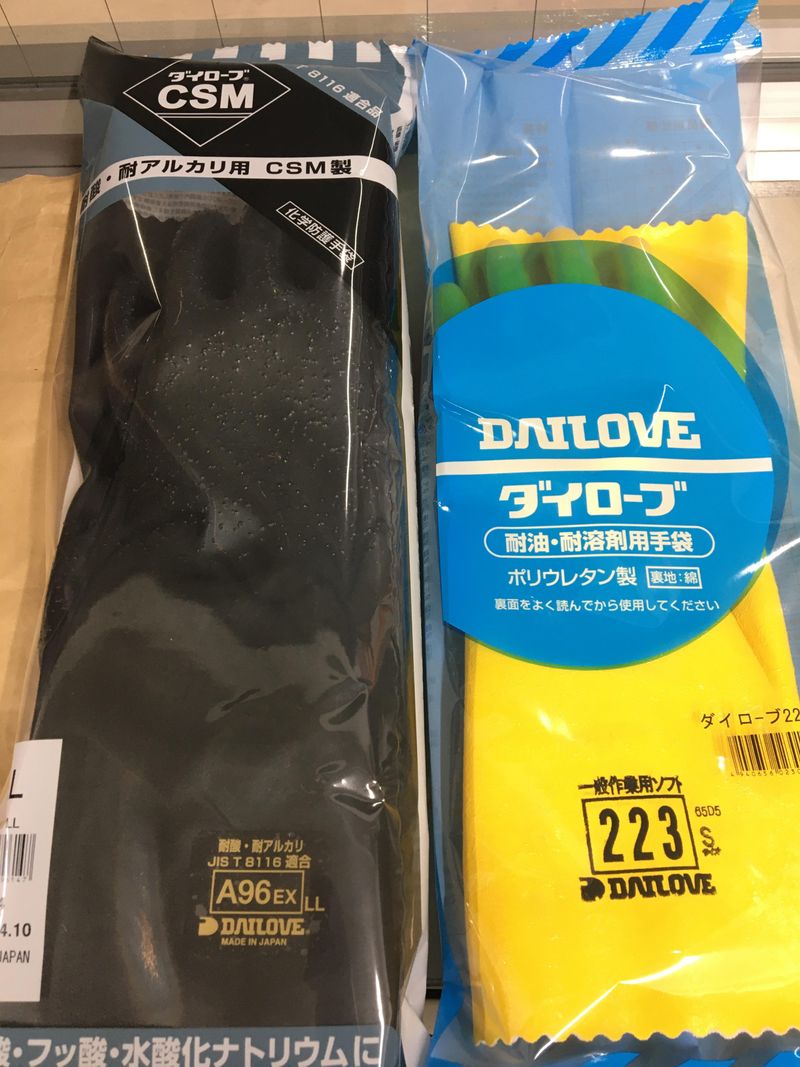 ダイローブ
CSM
T 8116 適合品
酸・耐アルカリ用 CSM製
化学防護手袋
L
LL
4.10
JAPAN
耐酸・耐アルカリ
JIS T 8116 適合
A96EX LL
DAILOVE
MADE IN JAPAN
酸・フッ酸・水酸化ナトリウムに
DAILOVE
ダイローブ
耐油・耐溶剤用手袋
ポリウレタン製 裏地:綿
裏面をよく読んでから使用してください
ダイローブ22
一般作業用ソフト
223
65D5
S
DAILOVE